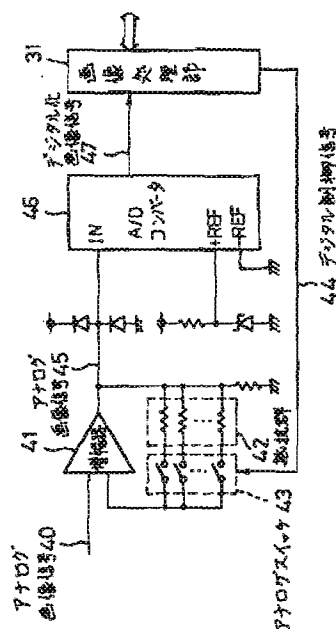 アナログ
画像信号40
41
増幅器
アナログ
画像信号45
46
IN
A/D
コンバータ
+REF
-REF
デジタル化
画像信号
47
31
画像処理部
42
抵抗群
43
アナログスイッチ
44 デジタル制御信号